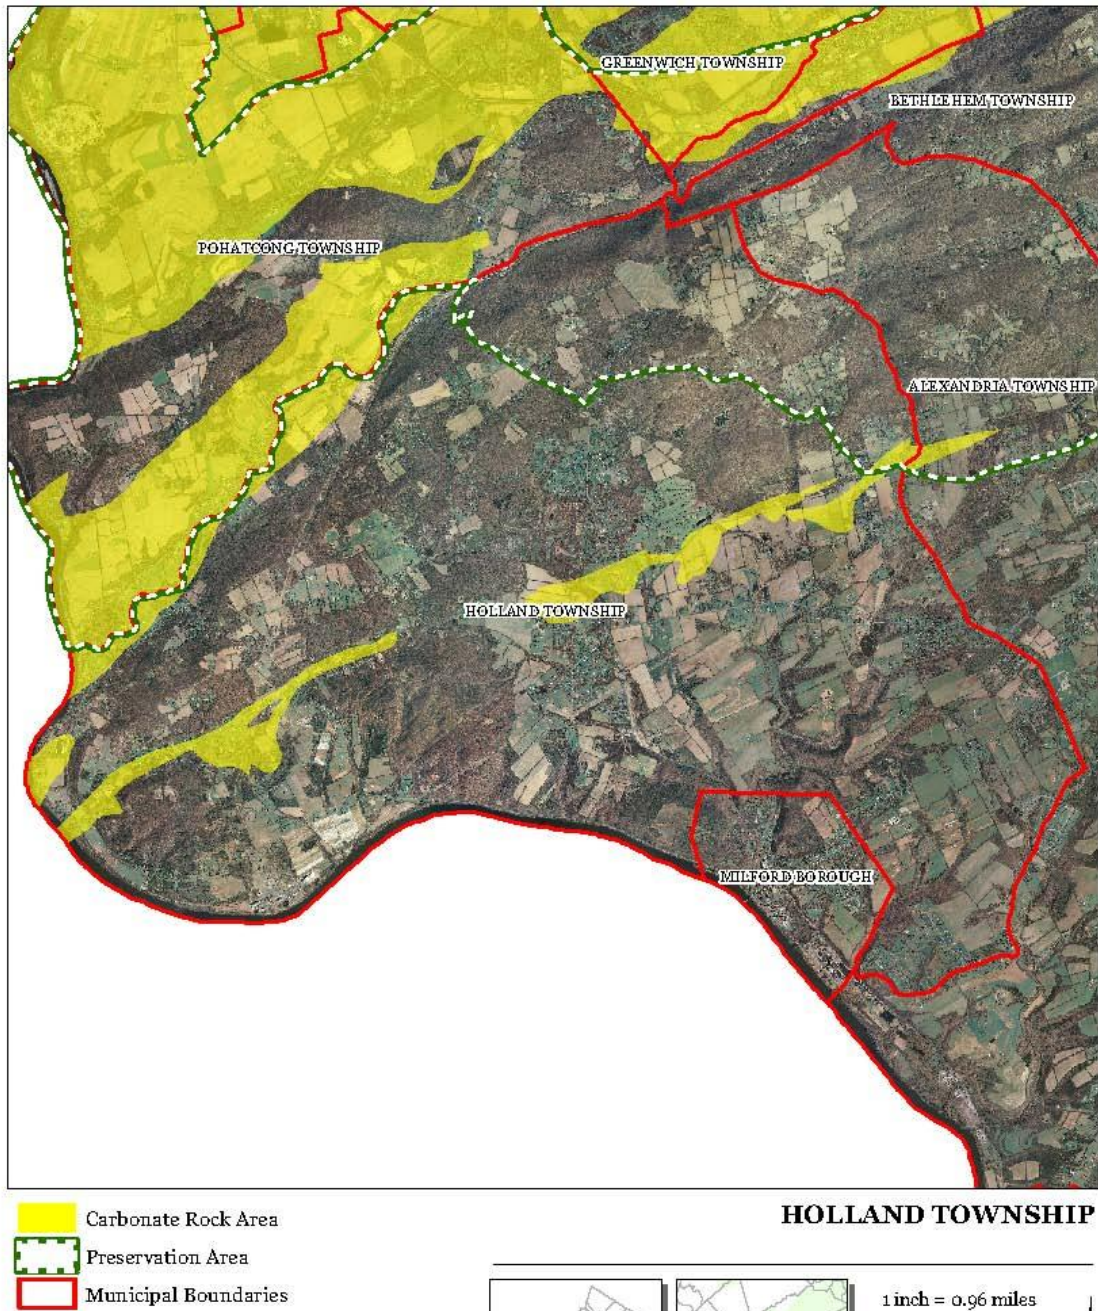 GREENWICH TOWNSHIP
BETHLEHEM TOWNSHIP
POHATCONG TOWNSHIP
ALEXANDRIA TOWNSHIP
HOLLAND TOWNSHIP
MILFORD BOROUGH
Carbonate Rock Area
Preservation Area
Municipal Boundaries
HOLLAND TOWNSHIP
1 inch = 0.96 miles